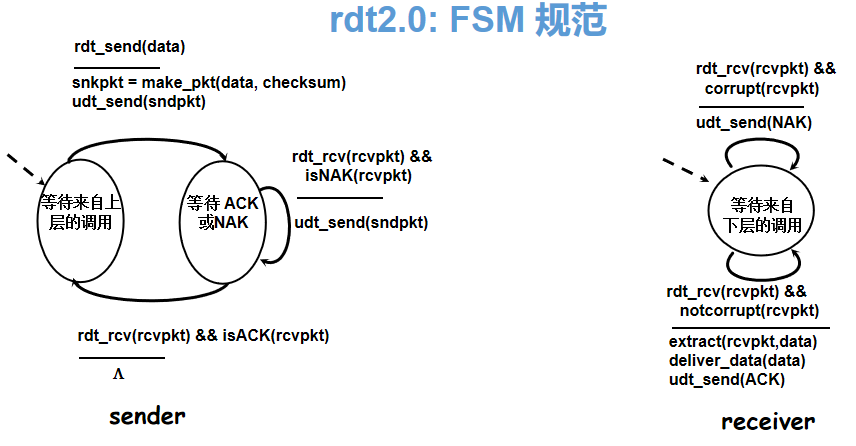 rdt2.0: FSM 规范
rdt_send(data)
snkpkt = make_pkt(data, checksum)
udt_send(sndpkt)
等待来自上
层的调用
等待 ACK
或NAK
rdt_rcv(rcvpkt) &&
isNAK(rcvpkt)
udt_send(sndpkt)
rdt_rcv(rcvpkt) && isACK(rcvpkt)
Λ
sender
rdt_rcv(rcvpkt) &&
corrupt(rcvpkt)
udt_send(NAK)
等待来自
下层的调用
rdt_rcv(rcvpkt) &&
notcorrupt(rcvpkt)
extract(rcvpkt,data)
deliver_data(data)
udt_send(ACK)
receiver